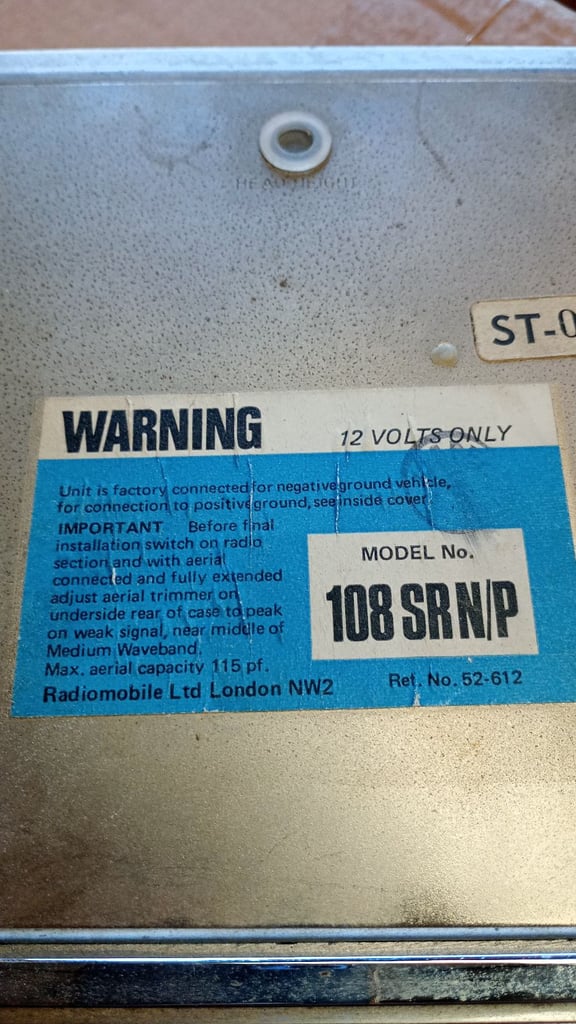 HEAD HEIGHT
ST-0
WARNING
12 VOLTS ONLY
Unit is factory connected for negative ground vehicle,
for connection to positive ground, see inside cover.
IMPORTANT Before final
installation switch on radio
section and with aerial
connected and fully extended
adjust aerial trimmer on
underside rear of case to peak
on weak signal, near middle of
Medium Waveband.
Max. aerial capacity 115 pf.
Radiomobile Ltd London NW2
MODEL No.
108 SR N/P
Ref. No. 52-612